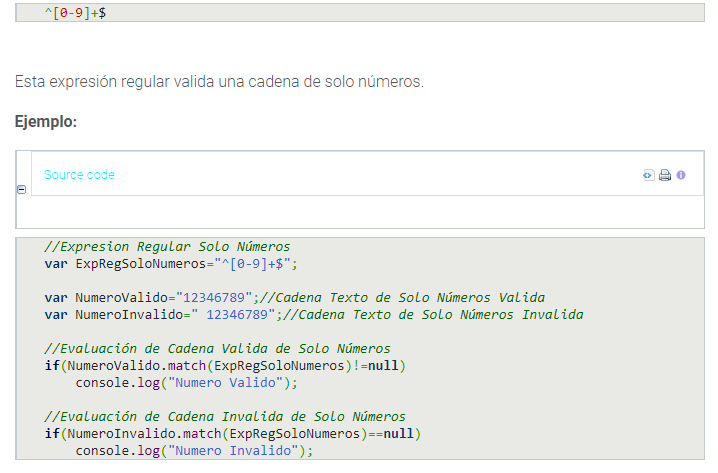 ^[0-9]+$
Esta expresión regular valida una cadena de solo números.
Ejemplo:
Source code
//Expresion Regular Solo Números
var ExpRegSoloNumeros="^[0-9]+$";
var NumeroValido="12346789";//Cadena Texto de Solo Números Valida
var NumeroInvalido=" 12346789";//Cadena Texto de Solo Números Invalida
//Evaluación de Cadena Valida de Solo Números
if(NumeroValido.match(ExpRegSoloNumeros)!=null)
console.log("Numero Valido");
//Evaluación de Cadena Invalida de Solo Números
if(NumeroInvalido.match(ExpRegSoloNumeros)==null)
console.log("Numero Invalido");